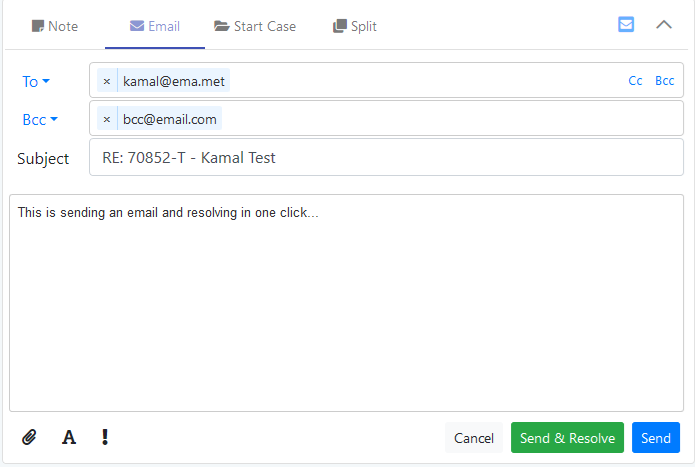 Note Email Start Case Split
To × kamal@ema.met Cc Bcc
Bcc × bcc@email.com
Subject RE: 70852-T - Kamal Test
This is sending an email and resolving in one click...
A ! Cancel Send & Resolve Send